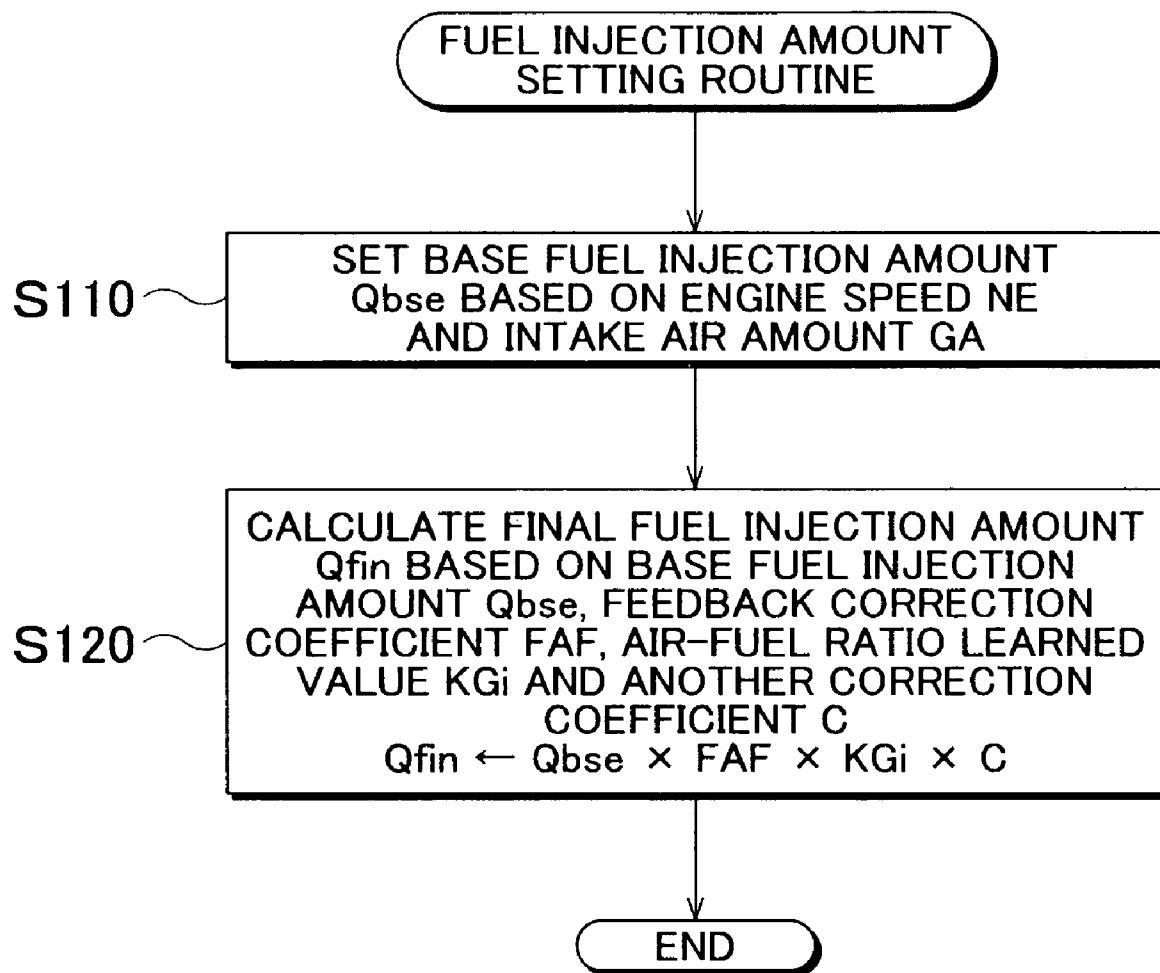 FUEL INJECTION AMOUNT
SETTING ROUTINE
S110
SET BASE FUEL INJECTION AMOUNT
Qbse BASED ON ENGINE SPEED NE
AND INTAKE AIR AMOUNT GA
S120
CALCULATE FINAL FUEL INJECTION AMOUNT
Qfin BASED ON BASE FUEL INJECTION
AMOUNT Qbse, FEEDBACK CORRECTION
COEFFICIENT FAF, AIR-FUEL RATIO LEARNED
VALUE KGi AND ANOTHER CORRECTION
COEFFICIENT C
Qfin ← Qbse × FAF × KGi × C
END